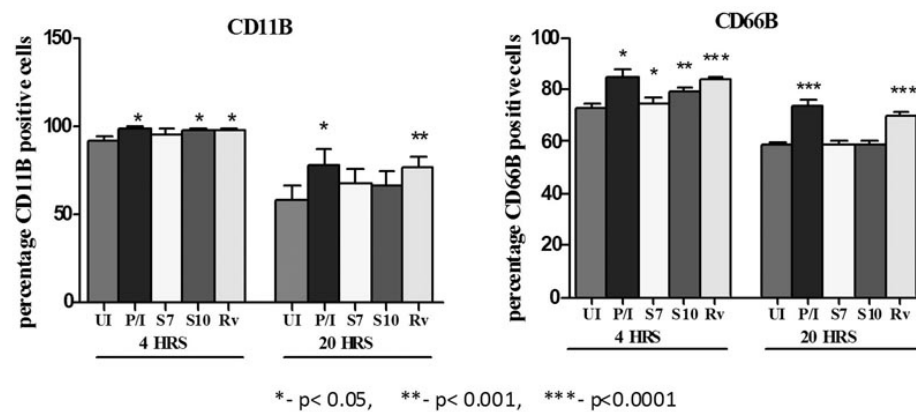 CD11B
percentage CD11B positive cells
150
100
50
0
* * *
* **
UI P/I S7 S10 Rv
UI P/I S7 S10 Rv
4 HRS
20 HRS
CD66B
percentage CD66B positive cells
100
80
60
40
20
0
* * ** ***
*** ***
UI P/I S7 S10 Rv
UI P/I S7 S10 Rv
4 HRS
20 HRS
*- p< 0.05, **- p< 0.001, ***- p<0.0001